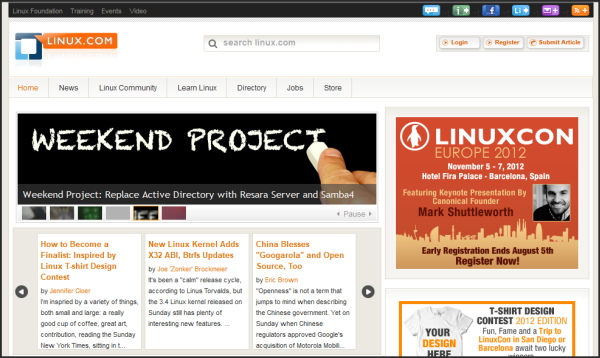 Linux Foundation Training Events Video
LINUX.COM
search linux.com
Login Register Submit Article
Home News Linux Community Learn Linux Directory Jobs Store
WEEKEND PROJECT
Weekend Project: Replace Active Directory with Resara Server and Samba4
Pause
How to Become a
Finalist: Inspired by
Linux T-shirt Design
Contest
by Jennifer Cloer
I'm inspired by a variety of things,
both small and large: a really
good cup of coffee, great art,
contribution, reading the Sunday
New York Times, sitting in t...
New Linux Kernel Adds
X32 ABI, Btrfs Updates
by Joe 'Zonker' Brockmeier
It's been a "calm" release cycle,
according to Linus Torvalds, but
the 3.4 Linux kernel released on
Sunday still has plenty of
interesting new features. ...
China Blesses
"Googarola" and Open
Source, Too
by Eric Brown
"Openness" is not a term that
jumps to mind when describing
the Chinese government. Yet on
Sunday when Chinese
regulators approved Google's
acquisition of Motorola Mobil...
LINUXCON
EUROPE 2012
November 5 - 7, 2012
Hotel Fira Palace - Barcelona, Spain
Featuring Keynote Presentation By
Canonical Founder
Mark Shuttleworth
Early Registration Ends August 5th
Register Now!
YOUR
DESIGN
HERE
T-SHIRT DESIGN
CONTEST 2012 EDITION
Fun, Fame and a Trip to
LinuxCon in San Diego or
Barcelona await two lucky